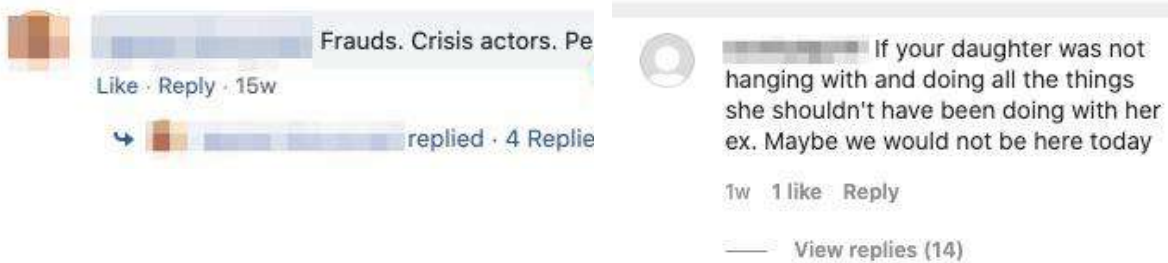 Frauds. Crisis actors. Pe
Like · Reply · 15w
replied · 4 Replie
If your daughter was not
hanging with and doing all the things
she shouldn't have been doing with her
ex. Maybe we would not be here today
1w 1 like Reply
View replies (14)